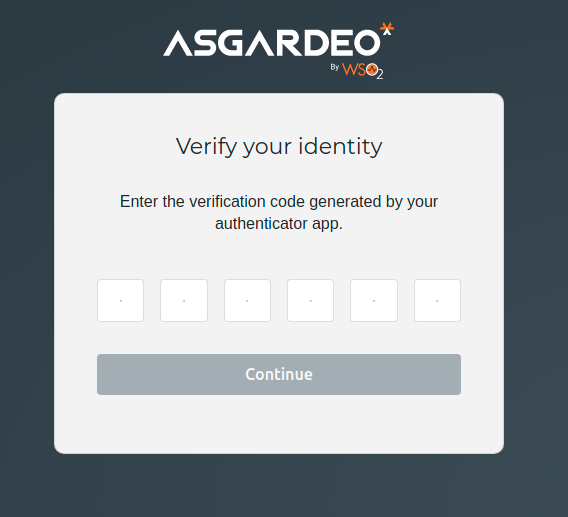 ASGARDEO*
By WSO2
Verify your identity
Enter the verification code generated by your
authenticator app.
Continue